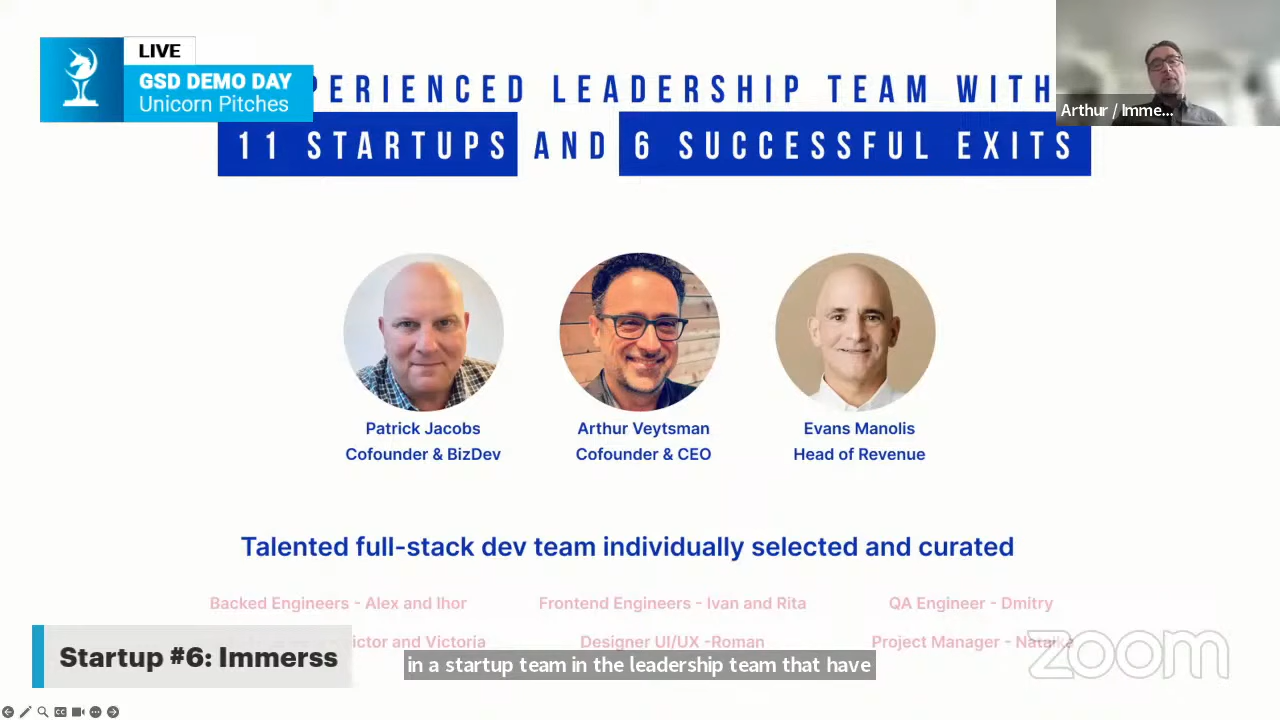 LIVE
GSD DEMO DAY
Unicorn Pitches
PERIENCED LEADERSHIP TEAM WITH
11 STARTUPS AND 6 SUCCESSFUL EXITS
Arthur / Imme...
Patrick Jacobs
Cofounder & BizDev
Arthur Veytsman
Cofounder & CEO
Evans Manolis
Head of Revenue
Talented full-stack dev team individually selected and curated
Backed Engineers - Alex and Ihor
Frontend Engineers - Ivan and Rita
QA Engineer - Dmitry
and Victoria
Designer UI/UX -Roman
Project Manager -
Startup #6: Immerss
in a startup team in the leadership team that have
zoom